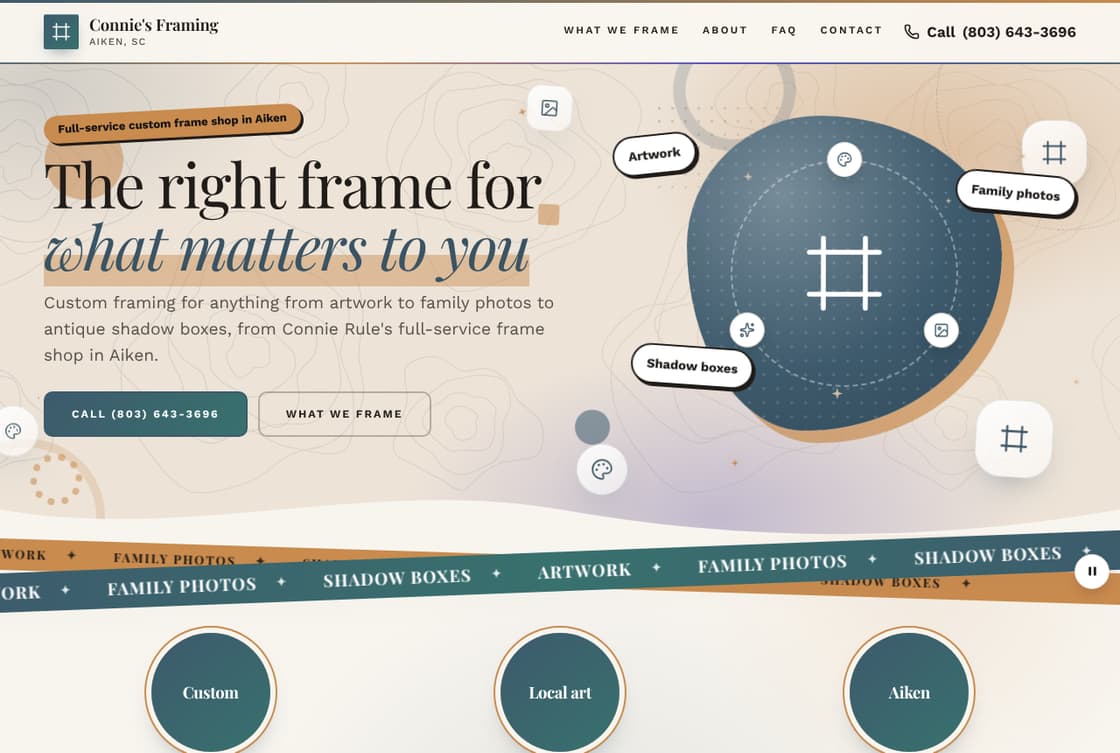 Connie's Framing
AIKEN, SC
WHAT WE FRAME
ABOUT
FAQ
CONTACT
Call (803) 643-3696
Full-service custom frame shop in Aiken
The right frame for
what matters to you
Custom framing for anything from artwork to family photos to
antique shadow boxes, from Connie Rule's full-service frame
shop in Aiken.
CALL (803) 643-3696
WHAT WE FRAME
Artwork
Family photos
Shadow boxes
WORK ✦ FAMILY PHOTOS ✦
SHADOW BOXES ✦
ORK ✦ FAMILY PHOTOS ✦ SHADOW BOXES ✦ ARTWORK ✦ FAMILY PHOTOS ✦ SHADOW BOXES ✦
Custom
Local art
Aiken